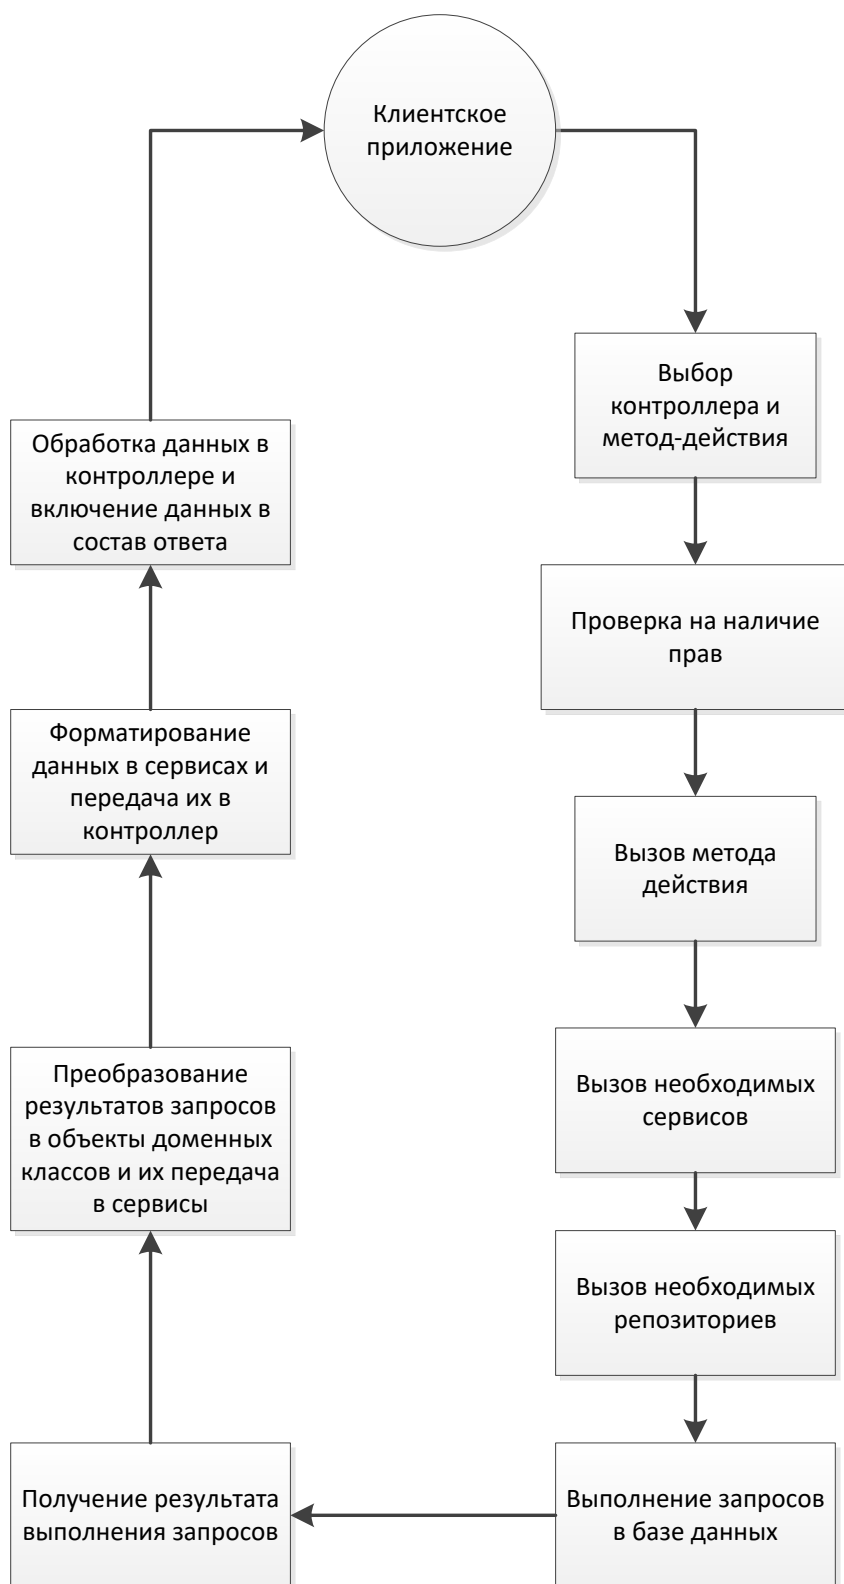 Клиентское
приложение
Выбор
контроллера и
метод-действия
Проверка на наличие
прав
Вызов метода
действия
Вызов необходимых
сервисов
Вызов необходимых
репозиториев
Выполнение запросов
в базе данных
Получение результата
выполнения запросов
Преобразование
результатов запросов
в объекты доменных
классов и их передача
в сервисы
Форматирование
данных в сервисах и
передача их в
контроллер
Обработка данных в
контроллере и
включение данных в
состав ответа